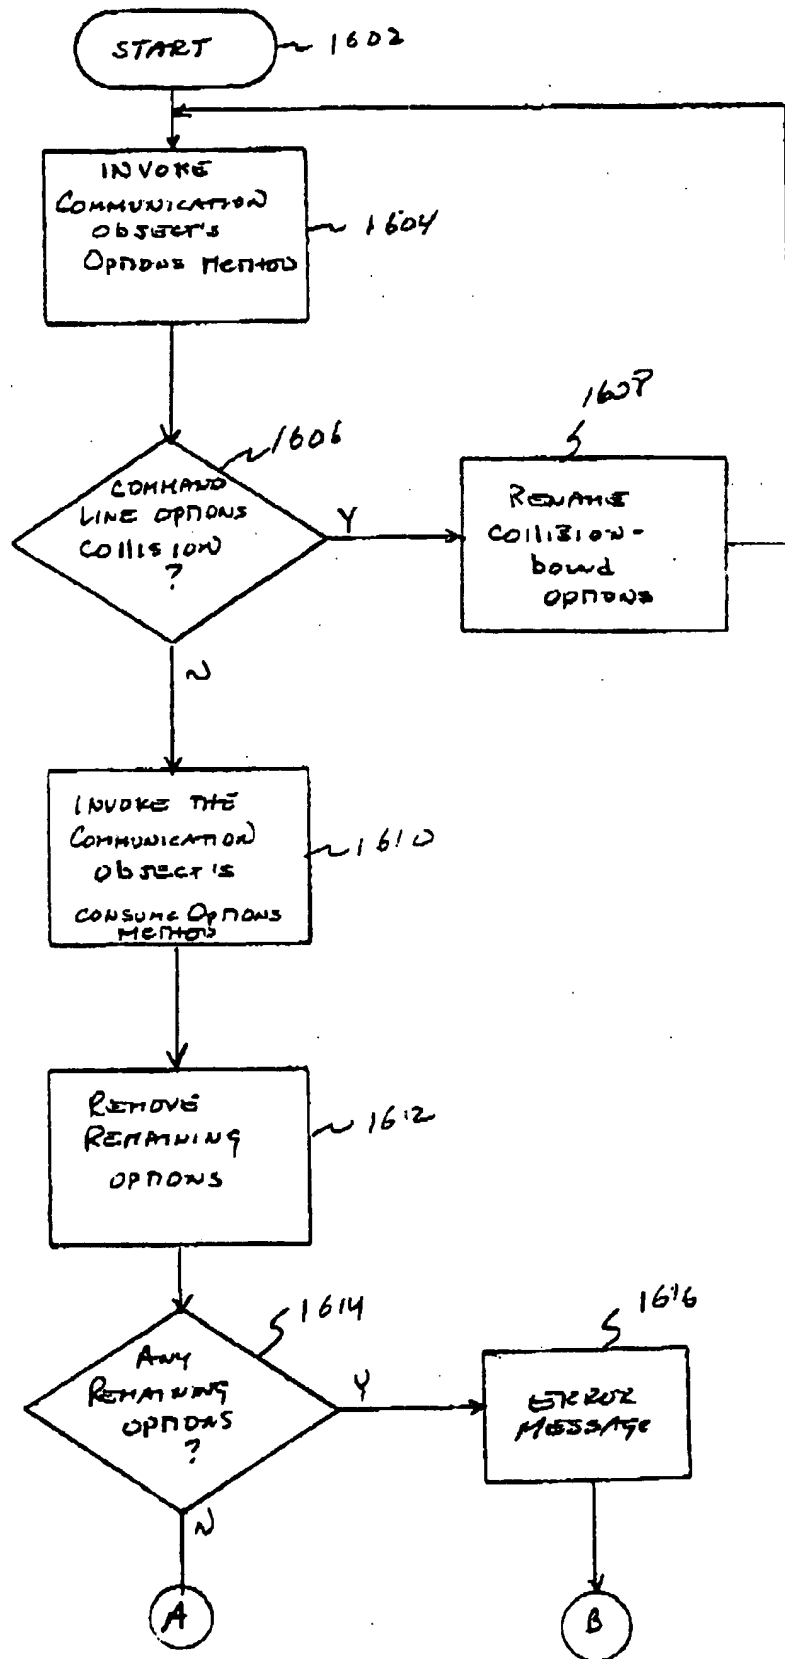 START 1602
INVOKE
COMMUNICATION
Object's
Options Method
1604
1606
COMMAND
LINE OPTIONS
COllISION
?
Y
N
1608
RENAME
COllISION-
bound
OPTIONS
INVOKE THE
COMMUNICATION
Object's
CONSUME OPTIONS
METHOD
1610
REMOVE
REMAINING
OPTIONS
1612
1614
ANY
REMAINING
OPTIONS
?
Y
N
1616
ERROR
MESSAGE
A
B